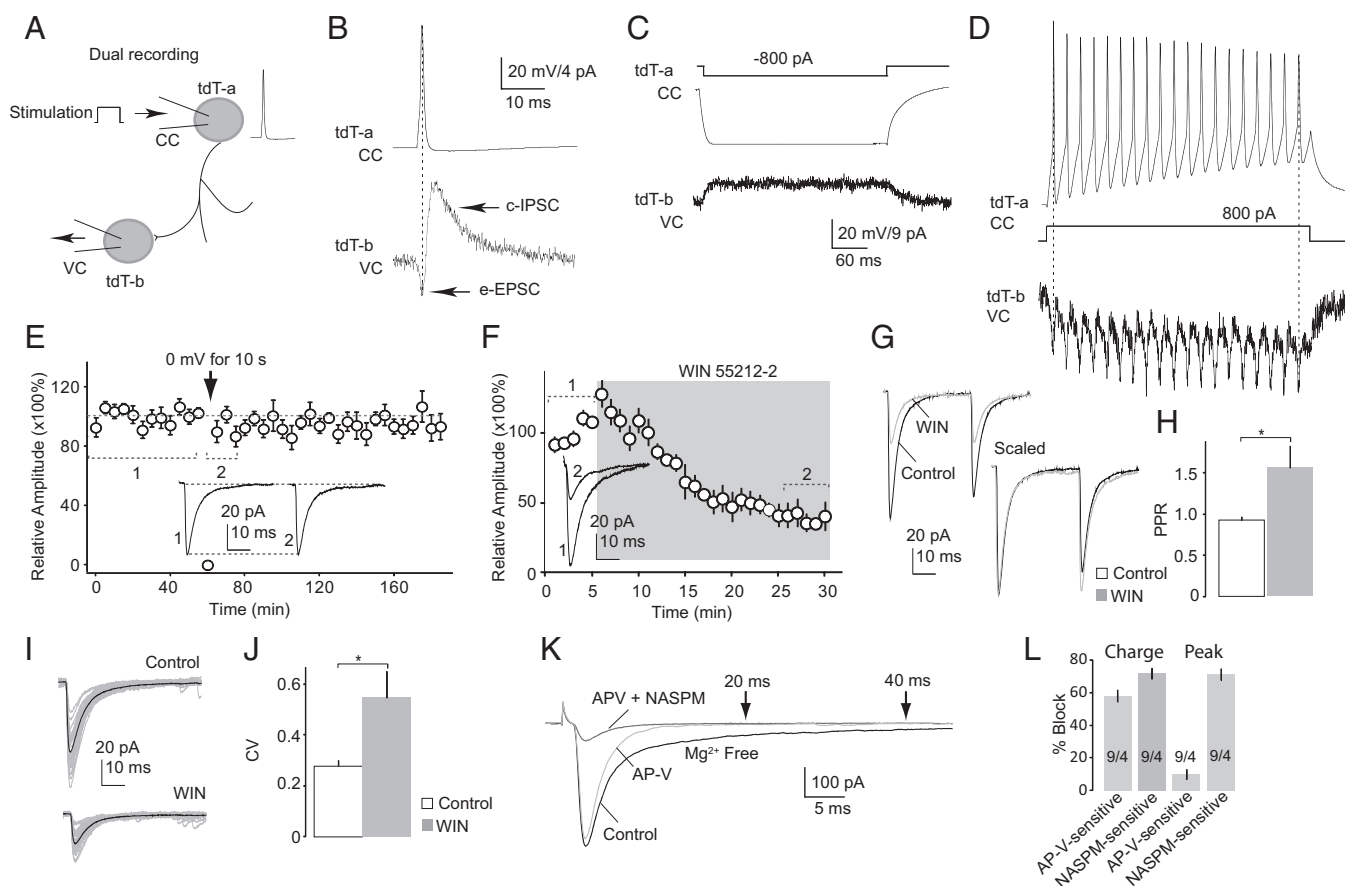 A
Dual recording
tdT-a
Stimulation
CC
VC
tdT-b
B
20 mV/4 pA
10 ms
tdT-a
CC
c-IPSC
tdT-b
VC
e-EPSC
C
-800 pA
tdT-a
CC
tdT-b
VC
20 mV/9 pA
60 ms
D
tdT-a
CC
800 pA
tdT-b
VC
E
0 mV for 10 s
Relative Amplitude (x100%)
120
80
40
0
1
2
20 pA
10 ms
1
2
0
40
80
120
160
Time (min)
F
WIN 55212-2
Relative Amplitude (x100%)
100
50
0
1
2
2
1
20 pA
10 ms
0
5
10
15
20
25
30
Time (min)
G
WIN
Control
Scaled
20 pA
10 ms
H
*
PPR
1.5
1.0
0.5
0
Control
WIN
I
Control
20 pA
10 ms
WIN
J
*
CV
0.6
0.4
0.2
0
Control
WIN
K
20 ms
40 ms
APV + NASPM
Mg²⁺ Free
AP-V
Control
100 pA
5 ms
L
Charge
Peak
% Block
80
60
40
20
0
9/4
9/4
9/4
9/4
AP-V-sensitive
NASPM-sensitive
AP-V-sensitive
NASPM-sensitive